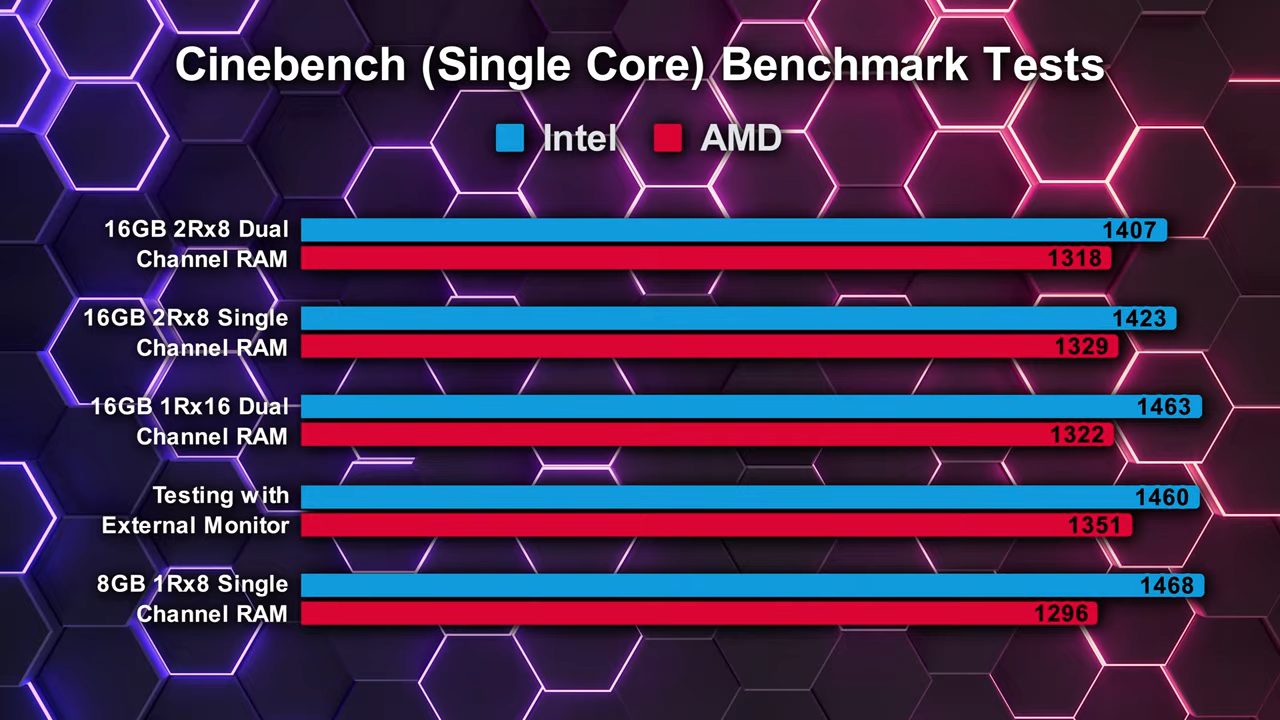 Cinebench (Single Core) Benchmark Tests
Intel AMD
16GB 2Rx8 Dual
Channel RAM
1407
1318
16GB 2Rx8 Single
Channel RAM
1423
1329
16GB 1Rx16 Dual
Channel RAM
1463
1322
Testing with
External Monitor
1460
1351
8GB 1Rx8 Single
Channel RAM
1468
1296